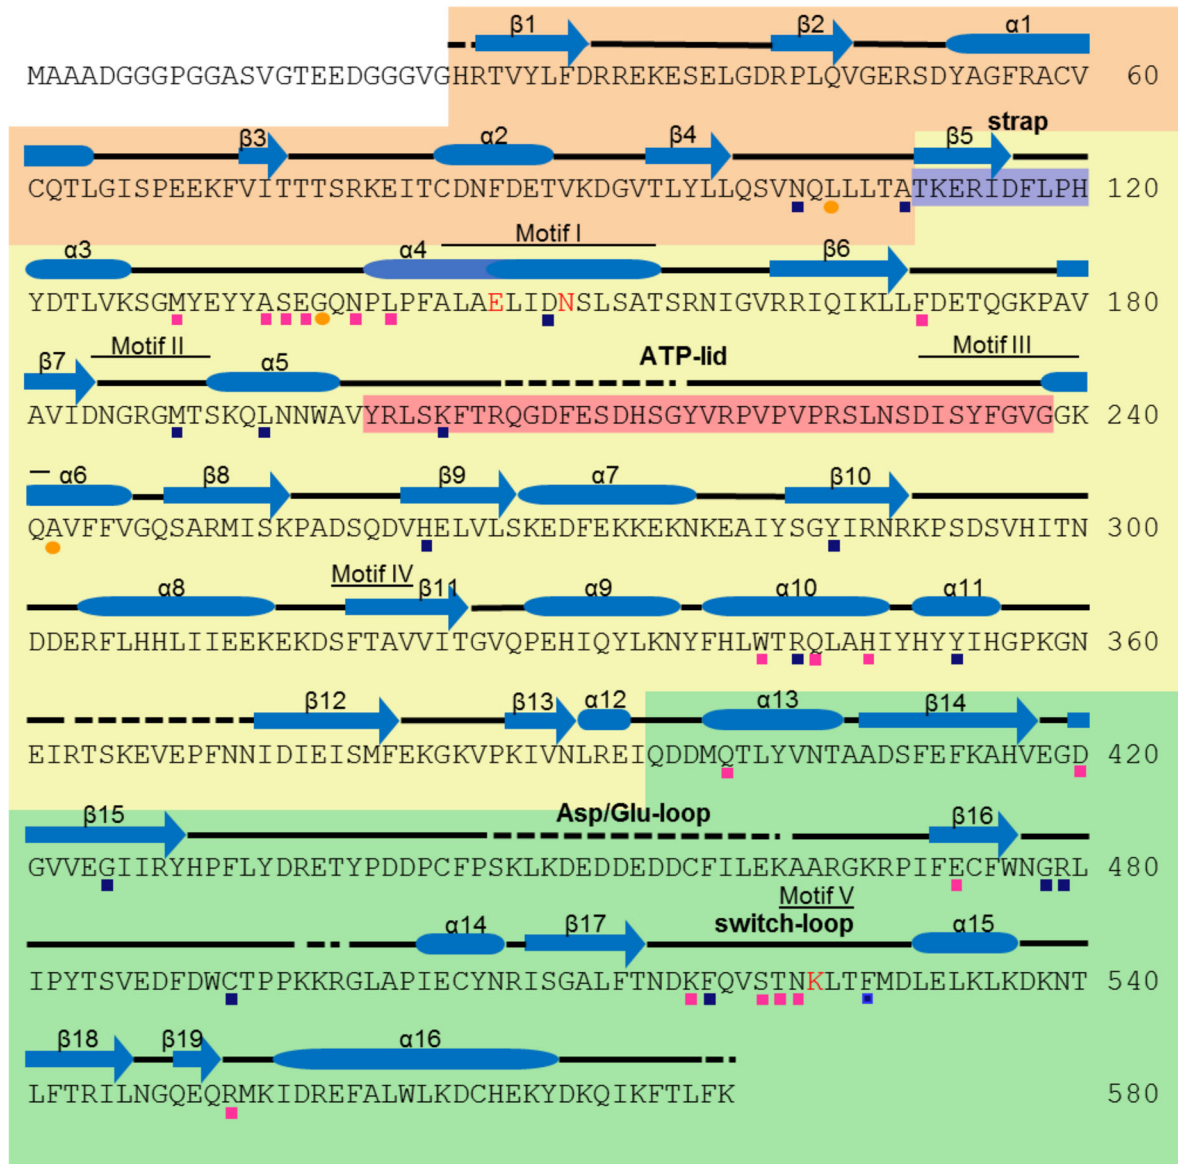 β1 β2 α1
MAAADGGGPGGASVGTEEDGGGVGHRTVYLFDRREKESELGDRPLQVGERSDYAGFRACV 60
β3 α2 β4 β5 strap
CQTLGISPEEKFVITTTSRKEITCDNFDETVKDGVTLYLLQSVNQLLLTATKERIDFLPH 120
α3 α4 Motif I β6
YDTLVKSGMYEYYASEGQNPLPFALAELIDNSLSATSRNIGVRRIQIKLLFDETQGKPAV 180
β7 Motif II α5 ATP-lid Motif III
AVIDNGRGMTSKQLNNWAVYRLSKFTRQGDFESDHSGYVRPVPVPRSLNSDISYFGVGGK 240
α6 β8 β9 α7 β10
QAVFFVGQSARMISKPADSQDVHELVLSKEDFEKKEKNKEAIYSGYIRNRKPSDSVHITN 300
α8 Motif IV β11 α9 α10 α11
DDERFLHHLIIEEKEKDSFTAVVITGVQPEHIQYLKNYFHLWTRQLAHIYHYYIHGPKGN 360
β12 β13 α12 α13 β14
EIRTSKEVEPFNNIDIEISMFEKGKVPKIVNLREIQDDMQTLYVNTAADSFEFKAHVEGD 420
β15 Asp/Glu-loop β16
GVVEGIIRYHPFLYDRETYPDDPCFPSKLKDEDDEDDCFILEKAARGKRPIFECFWNGRL 480
Motif V
α14 β17 switch-loop α15
IPYTSVEDFDWCTPPKKRGLAPIECYNRISGALFTNDKFQVSTNKLTFMDLELKLKDKNT 540
β18 β19 α16
LFTRILNGQEQRMKIDREFALWLKDCHEKYDKQIKFTLFK 580